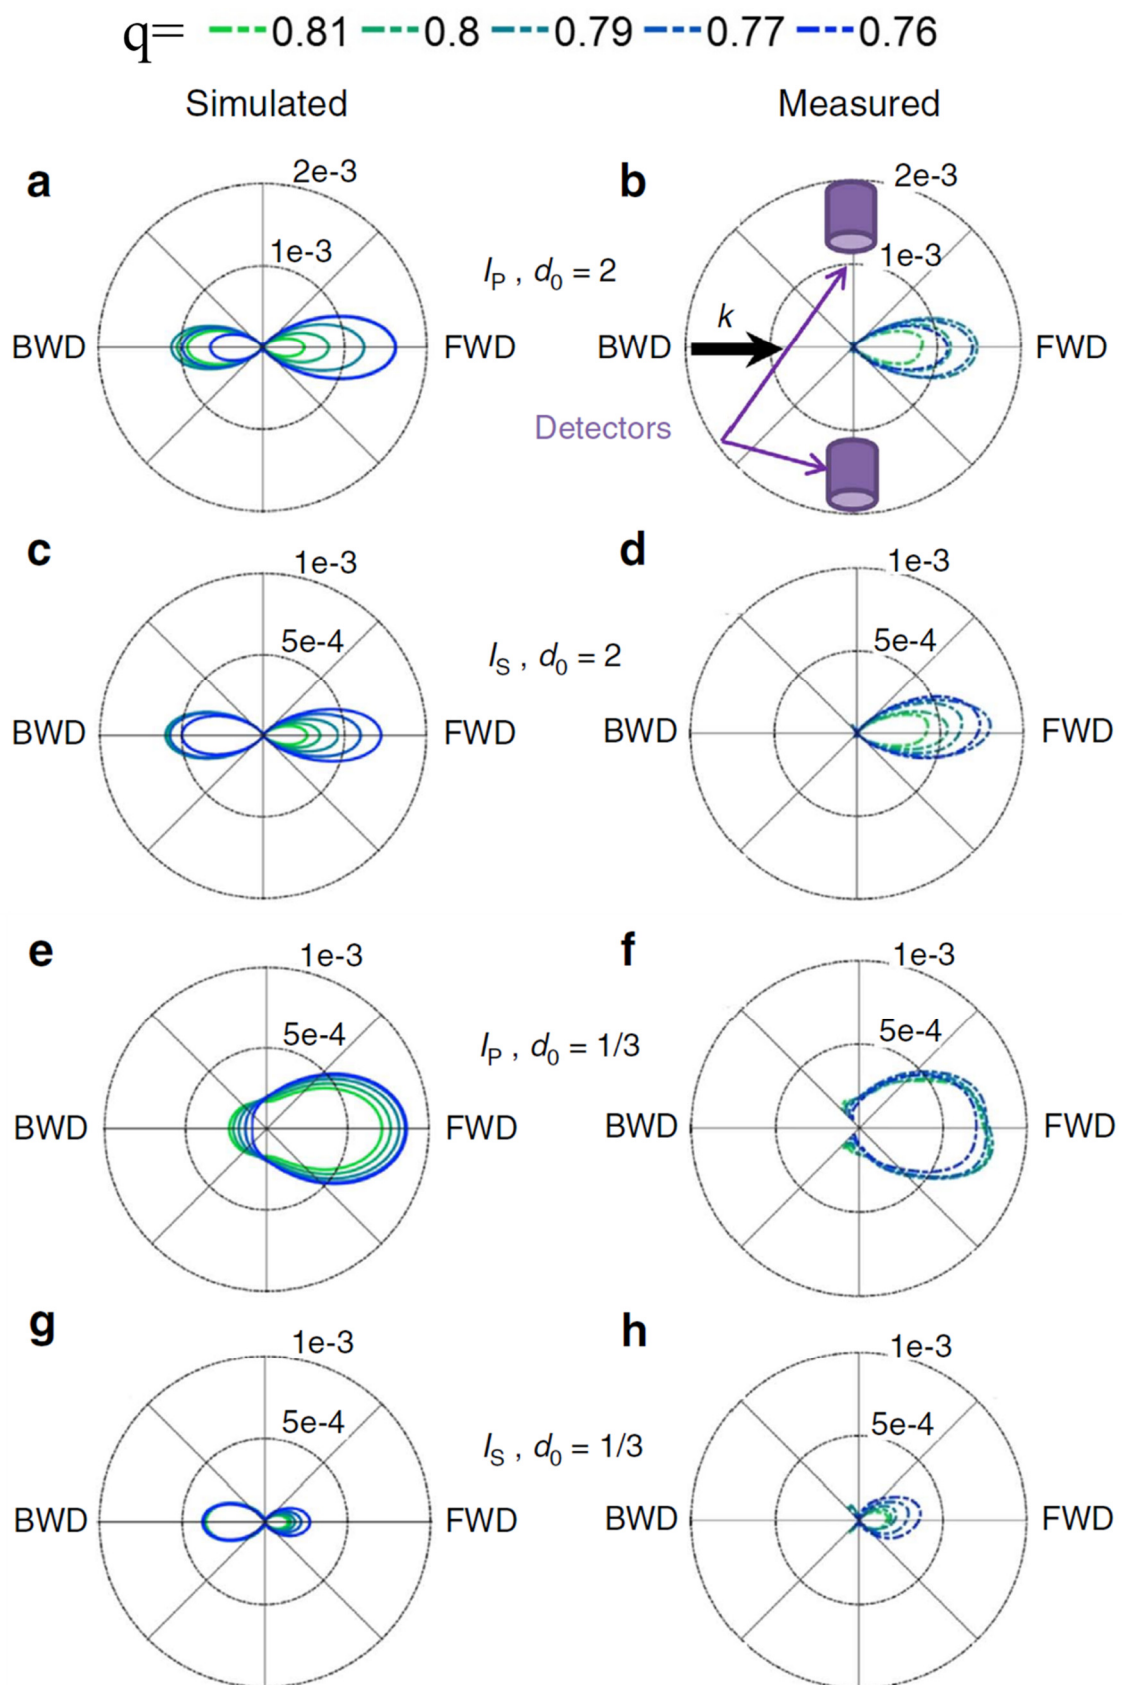 q= 0.81 0.8 0.79 0.77 0.76
Simulated Measured
a 2e-3 b 2e-3
1e-3 I_P , d_0 = 2 1e-3
k
BWD FWD BWD FWD
Detectors
c 1e-3 d 1e-3
5e-4 I_S , d_0 = 2 5e-4
BWD FWD BWD FWD
e 1e-3 f 1e-3
5e-4 I_P , d_0 = 1/3 5e-4
BWD FWD BWD FWD
g 1e-3 h 1e-3
5e-4 I_S , d_0 = 1/3 5e-4
BWD FWD BWD FWD